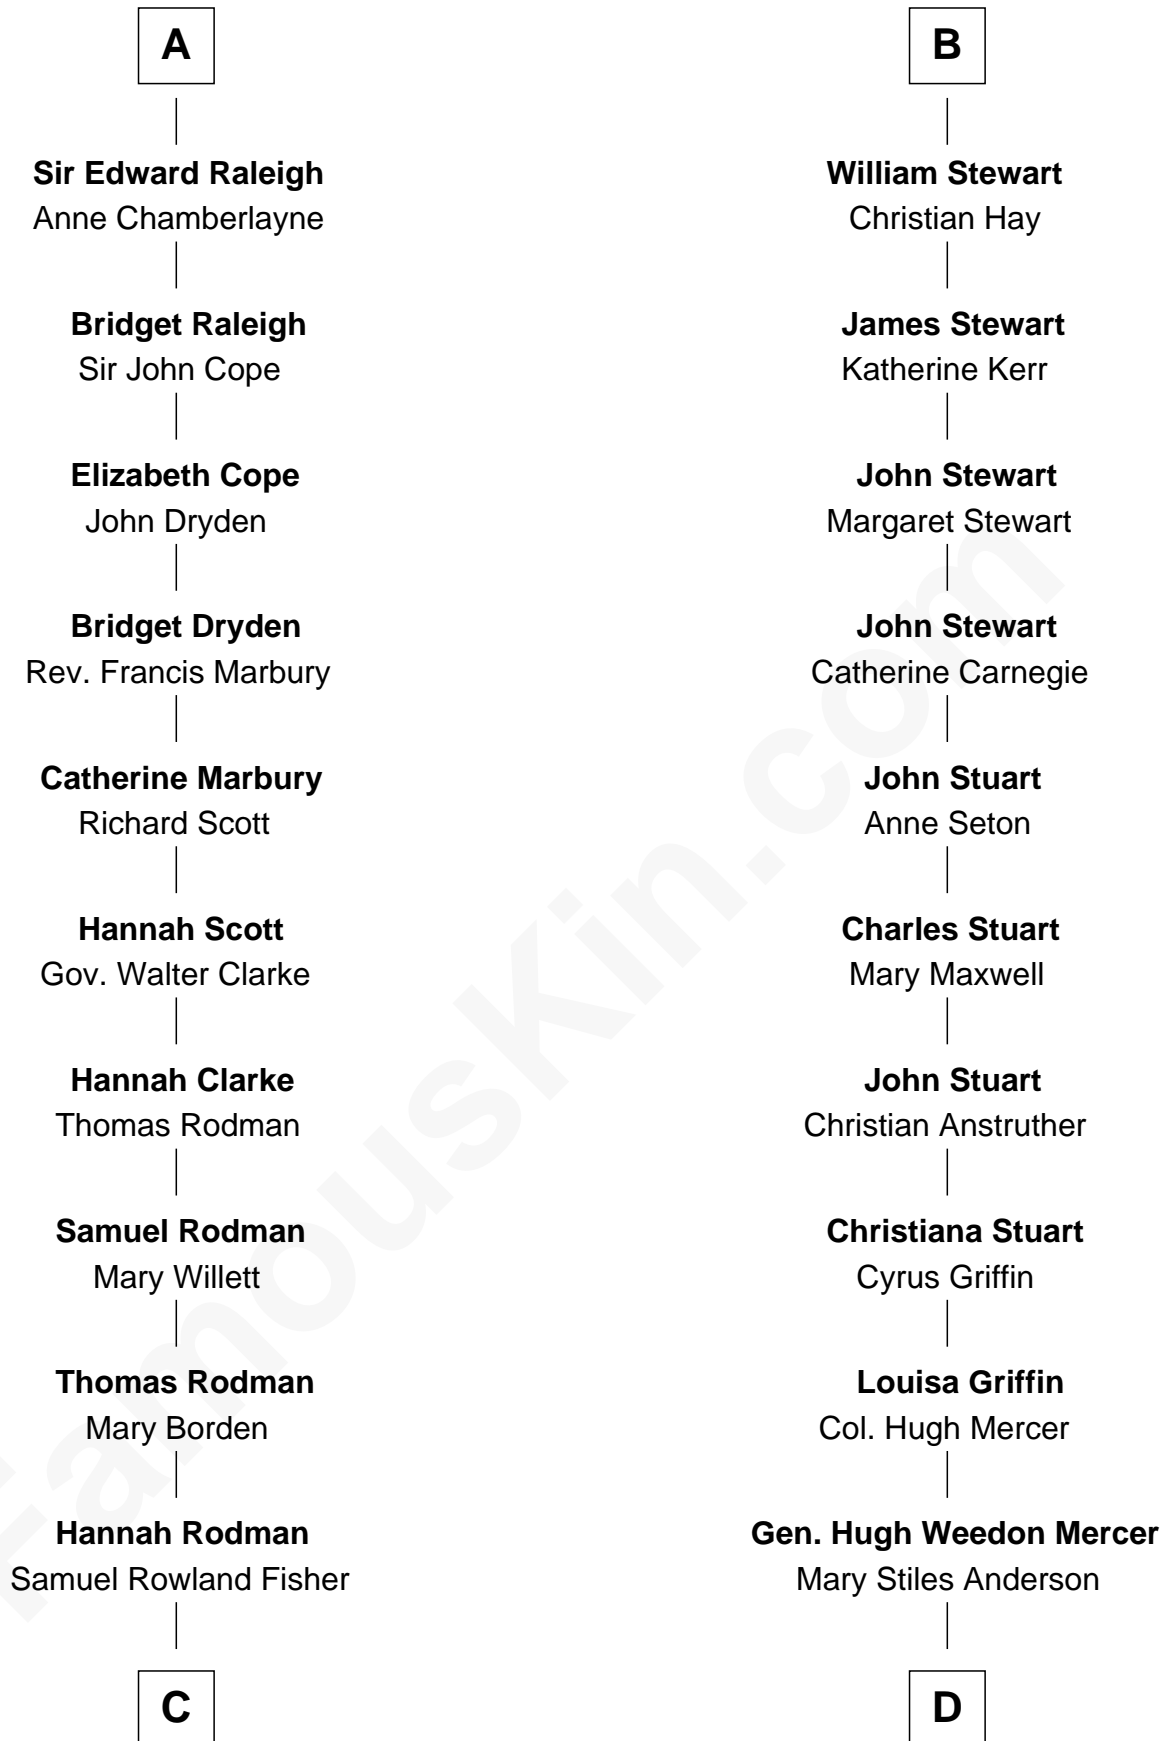 A
Sir Edward Raleigh
Anne Chamberlayne
Bridget Raleigh
Sir John Cope
Elizabeth Cope
John Dryden
Bridget Dryden
Rev. Francis Marbury
Catherine Marbury
Richard Scott
Hannah Scott
Gov. Walter Clarke
Hannah Clarke
Thomas Rodman
Samuel Rodman
Mary Willett
Thomas Rodman
Mary Borden
Hannah Rodman
Samuel Rowland Fisher
C
B
William Stewart
Christian Hay
James Stewart
Katherine Kerr
John Stewart
Margaret Stewart
John Stewart
Catherine Carnegie
John Stuart
Anne Seton
Charles Stuart
Mary Maxwell
John Stuart
Christian Anstruther
Christiana Stuart
Cyrus Griffin
Louisa Griffin
Col. Hugh Mercer
Gen. Hugh Weedon Mercer
Mary Stiles Anderson
D
FamousKin.com